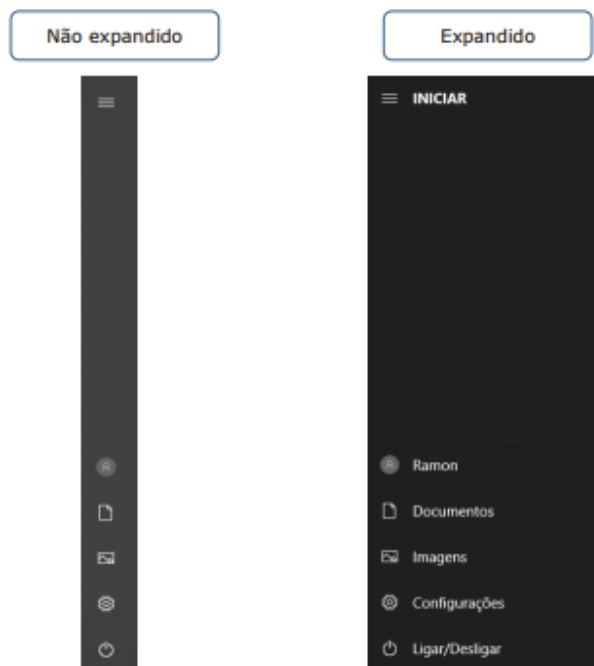 Não expandido
Expandido
INICIAR
Ramon
Documentos
Imagens
Configurações
Ligar/Desligar